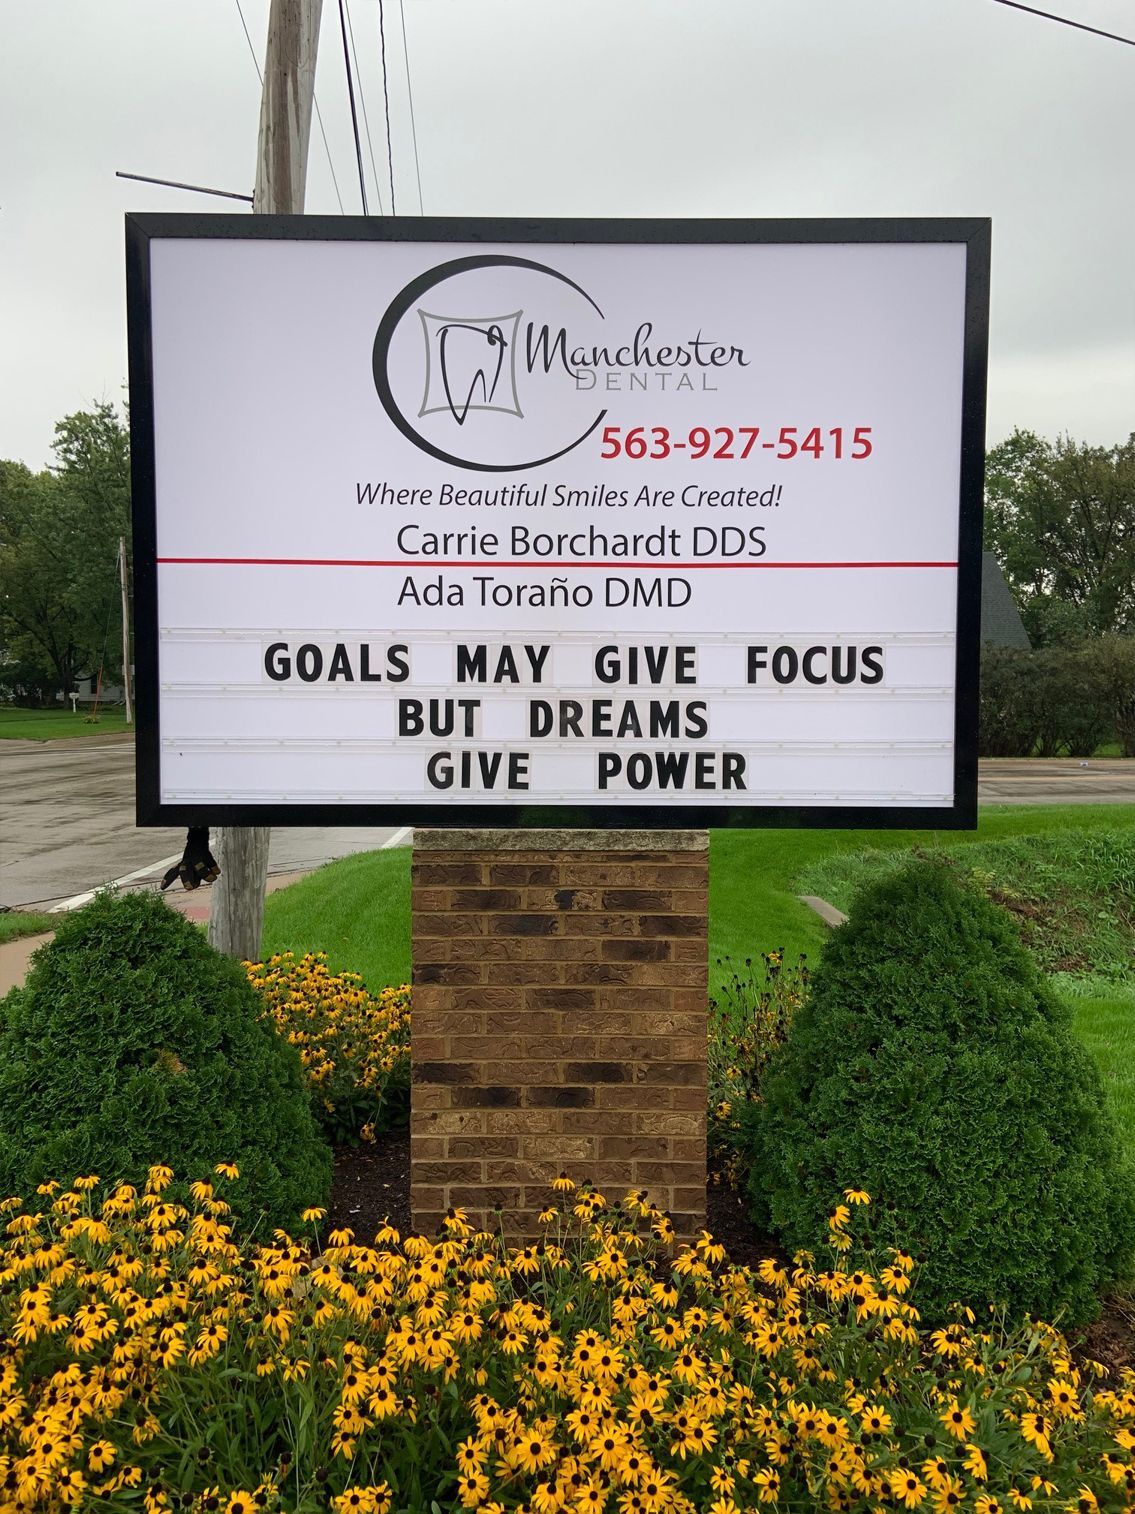 Manchester
DENTAL
563-927-5415
Where Beautiful Smiles Are Created!
Carrie Borchardt DDS
Ada Toraño DMD
GOALS MAY GIVE FOCUS
BUT DREAMS
GIVE POWER